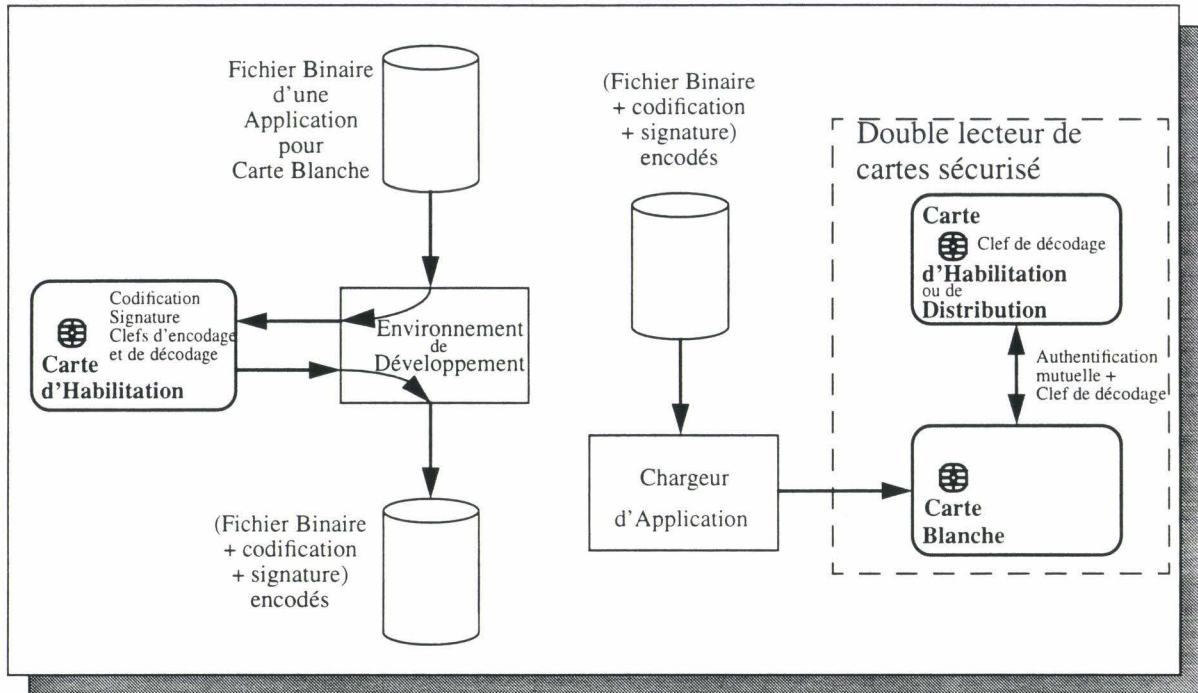 Fichier Binaire
d'une
Application
pour
Carte Blanche
Codification
Signature
Clefs d'encodage
et de décodage
Carte
d'Habilitation
Environnement
de
Développement
(Fichier Binaire
+ codification
+ signature)
encodés
(Fichier Binaire
+ codification
+ signature)
encodés
Chargeur
d'Application
Double lecteur de
cartes sécurisé
Carte
Clef de décodage
d'Habilitation
ou de
Distribution
Authentification
mutuelle +
Clef de décodage
Carte
Blanche